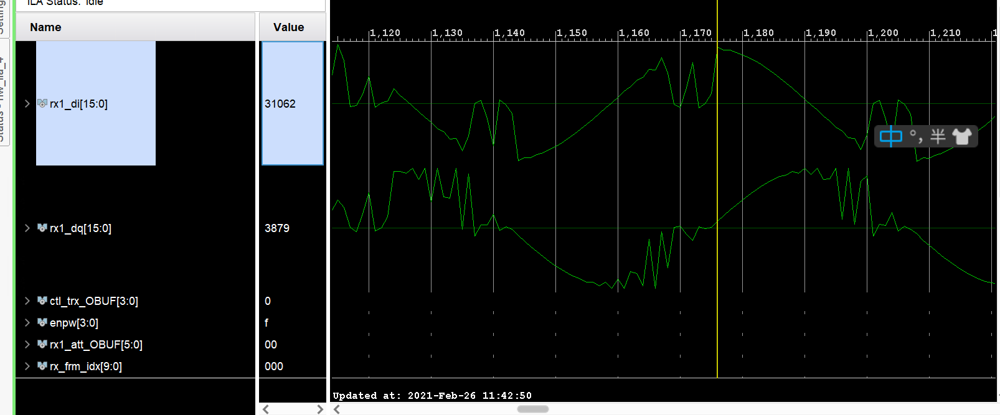 ILA Status: Idle
Name
Value
1,120 1,130 1,140 1,150 1,160 1,170 1,180 1,190 1,200 1,210
rx1_di[15:0] 31062
中 °, 半
rx1_dq[15:0] 3879
ctl_trx_OBUF[3:0] 0
enpw[3:0] f
rx1_att_OBUF[5:0] 00
rx_frm_idx[9:0] 000
Updated at: 2021-Feb-26 11:42:50